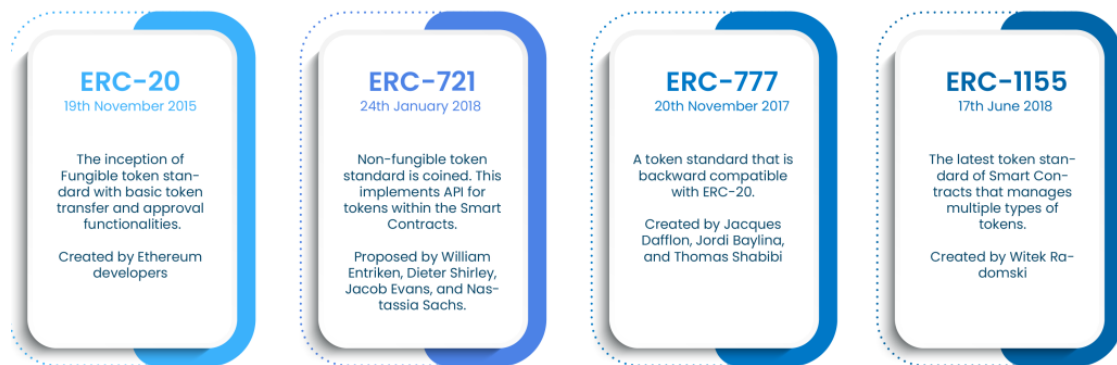 ERC-20
19th November 2015
The inception of
Fungible token stan-
dard with basic token
transfer and approval
functionalities.
Created by Ethereum
developers
ERC-721
24th January 2018
Non-fungible token
standard is coined. This
implements API for
tokens within the Smart
Contracts.
Proposed by William
Entriken, Dieter Shirley,
Jacob Evans, and Nas-
tassia Sachs.
ERC-777
20th November 2017
A token standard that is
backward compatible
with ERC-20.
Created by Jacques
Dafflon, Jordi Baylina,
and Thomas Shabibi
ERC-1155
17th June 2018
The latest token stan-
dard of Smart Con-
tracts that manages
multiple types of
tokens.
Created by Witek Ra-
domski